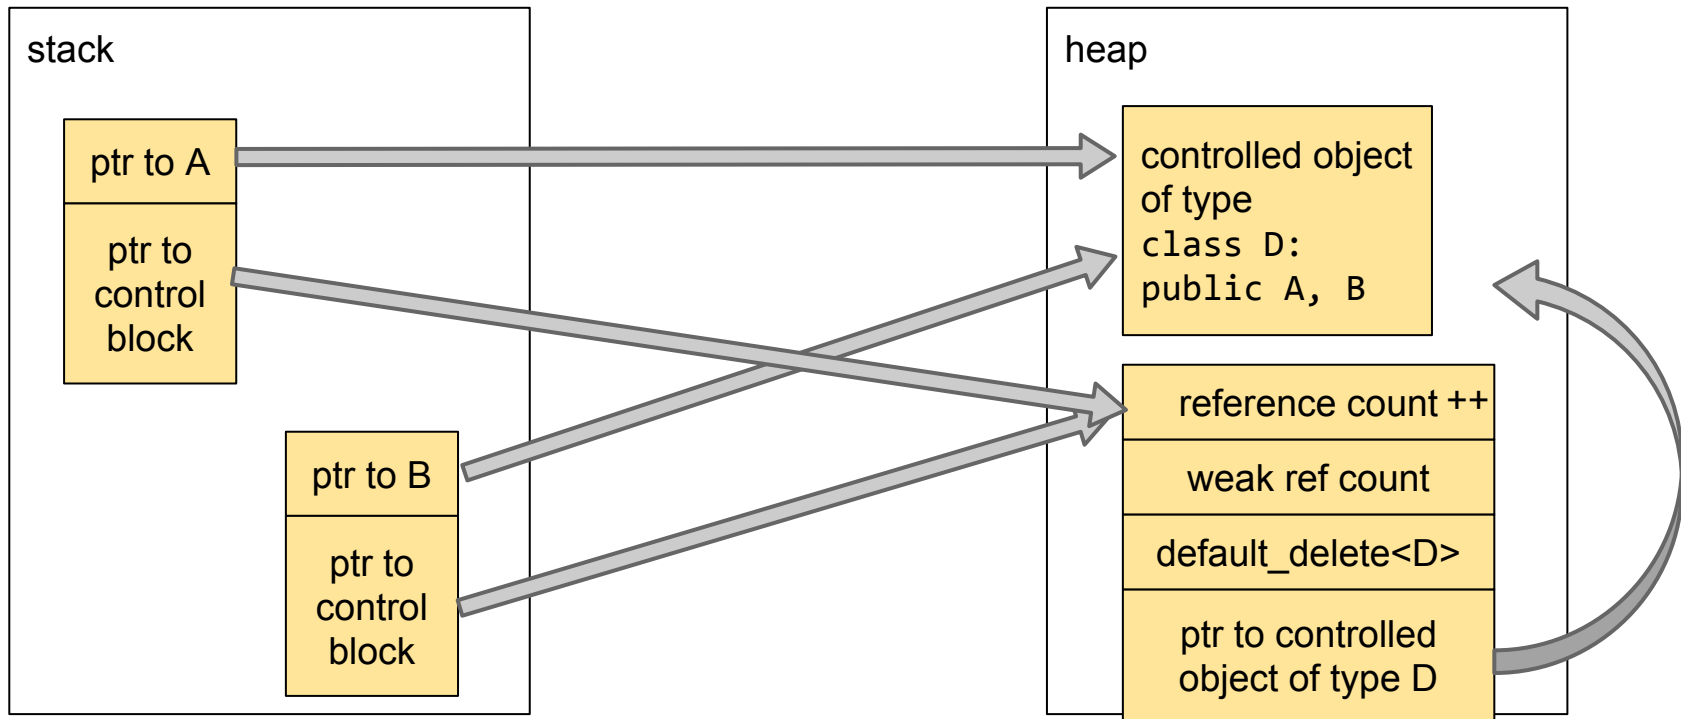 stack
ptr to A
ptr to
control
block
ptr to B
ptr to
control
block
heap
controlled object
of type
class D:
public A, B
reference count ++
weak ref count
default_delete<D>
ptr to controlled
object of type D